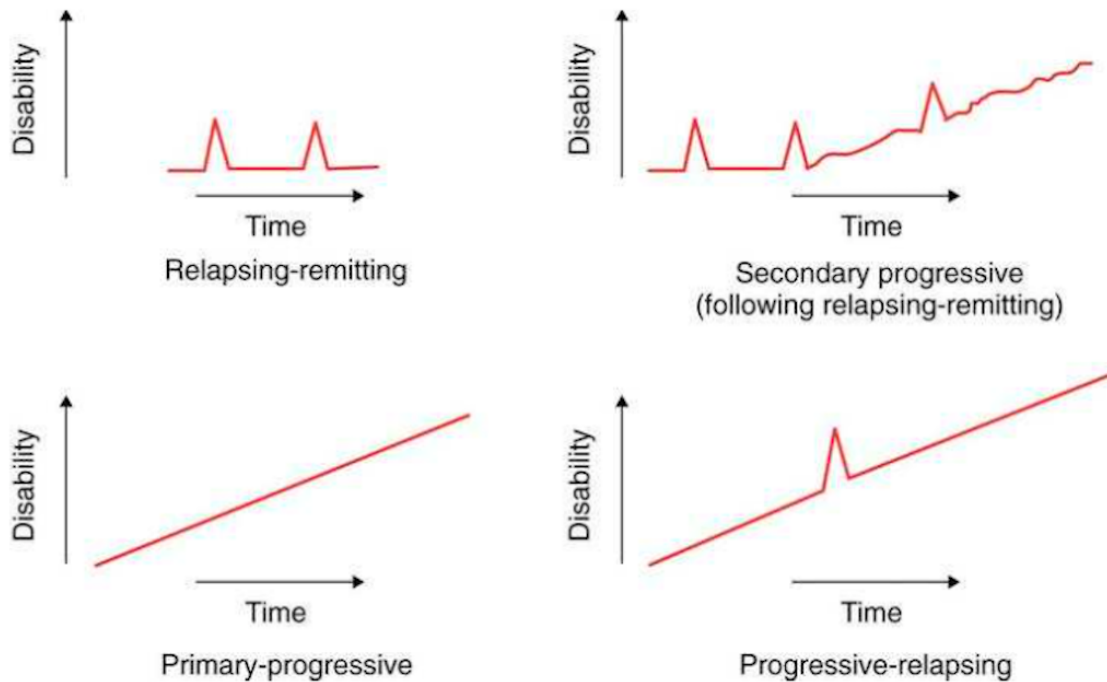 Disability
Time
Relapsing-remitting
Disability
Time
Secondary progressive
(following relapsing-remitting)
Disability
Time
Primary-progressive
Disability
Time
Progressive-relapsing